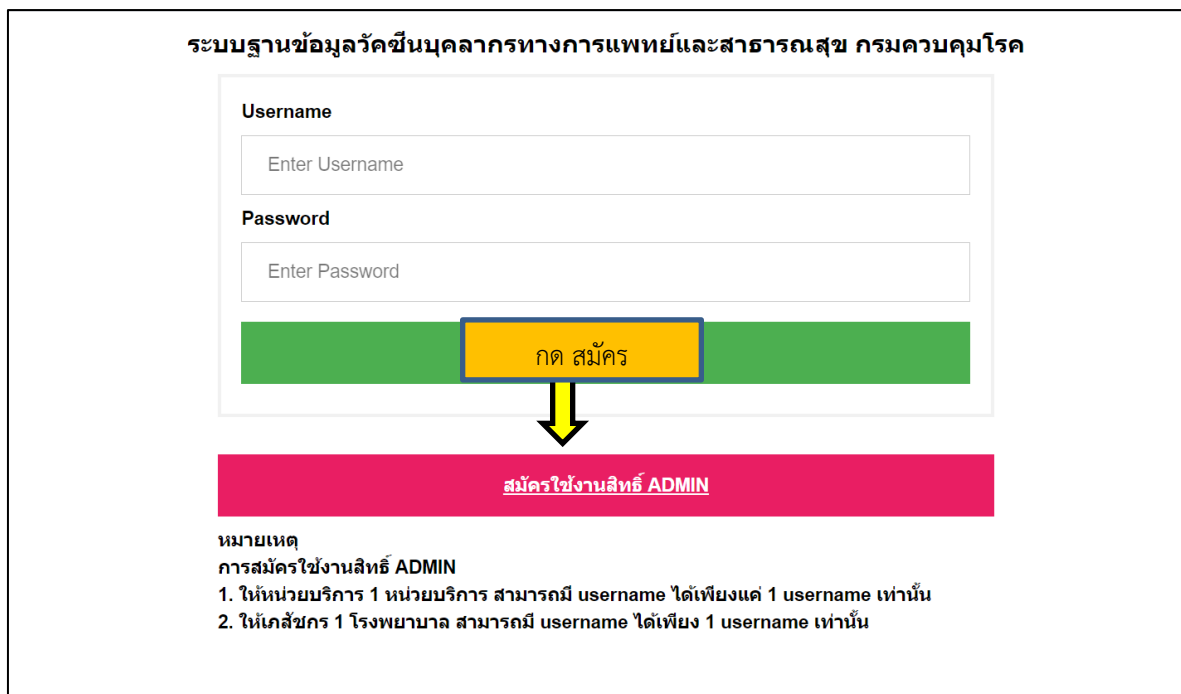 ระบบฐานข้อมูลวัคซีนบุคลากรทางการแพทย์และสาธารณสุข กรมควบคุมโรค
Username
Enter Username
Password
Enter Password
กด สมัคร
สมัครใช้งานสิทธิ์ ADMIN
หมายเหตุ
การสมัครใช้งานสิทธิ์ ADMIN
1. ให้หน่วยบริการ 1 หน่วยบริการ สามารถมี username ได้เพียงแค่ 1 username เท่านั้น
2. ให้เภสัชกร 1 โรงพยาบาล สามารถมี username ได้เพียง 1 username เท่านั้น